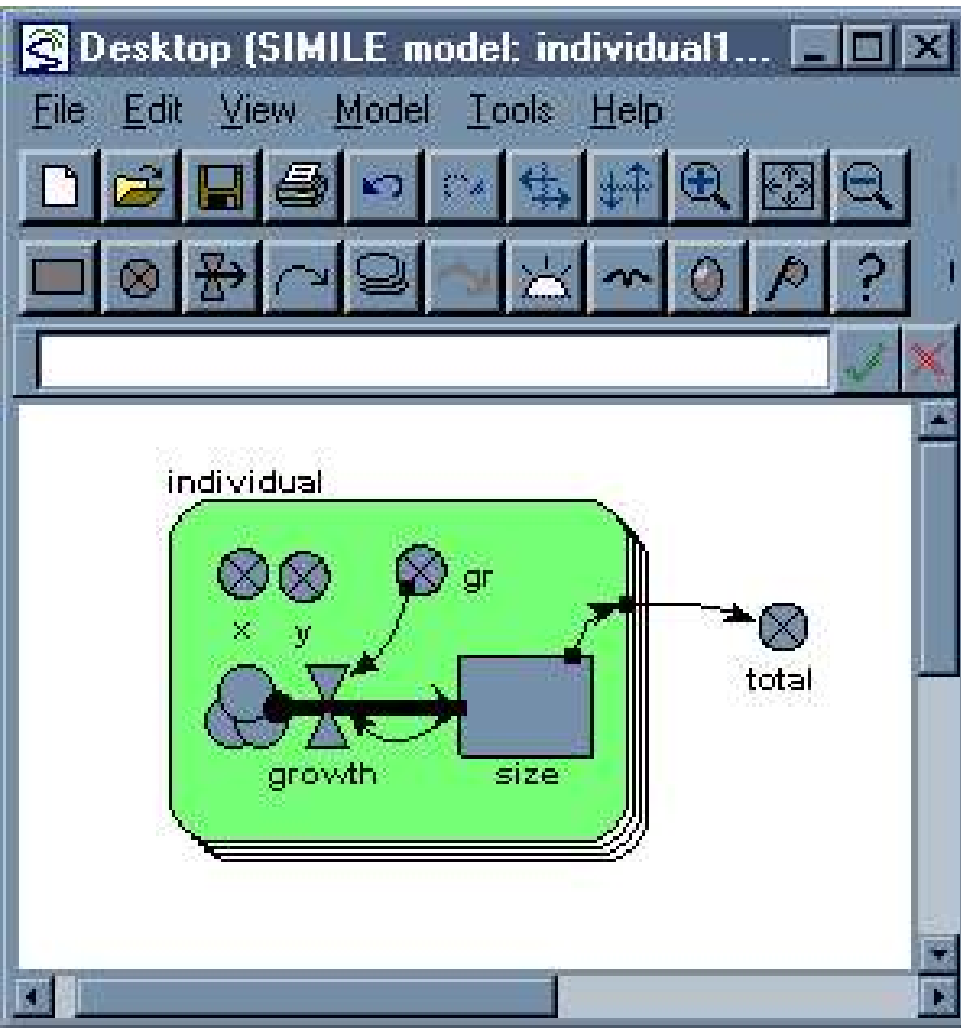 Desktop (SIMILE model: individual1...
File Edit View Model Tools Help
?
individual
gr
x y
total
growth size